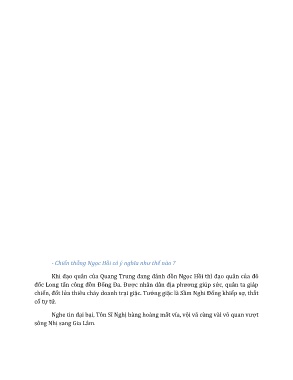 - Chiến thắng Ngọc Hồi có ý nghĩa như thế nào ?
Khi đạo quân của Quang Trung đang đánh đồn Ngọc Hồi thì đạo quân của đô
đốc Long tấn công đồn Đống Đa. Được nhân dân địa phương giúp sức, quân ta giáp
chiến, đốt lửa thiêu cháy doanh trại giặc. Tướng giặc là Sầm Nghi Đống khiếp sợ, thắt
cổ tự tử.
Nghe tin đại bại, Tôn Sĩ Nghị bàng hoàng mất vía, vội vã cùng vài võ quan vượt
sông Nhị sang Gia Lâm.